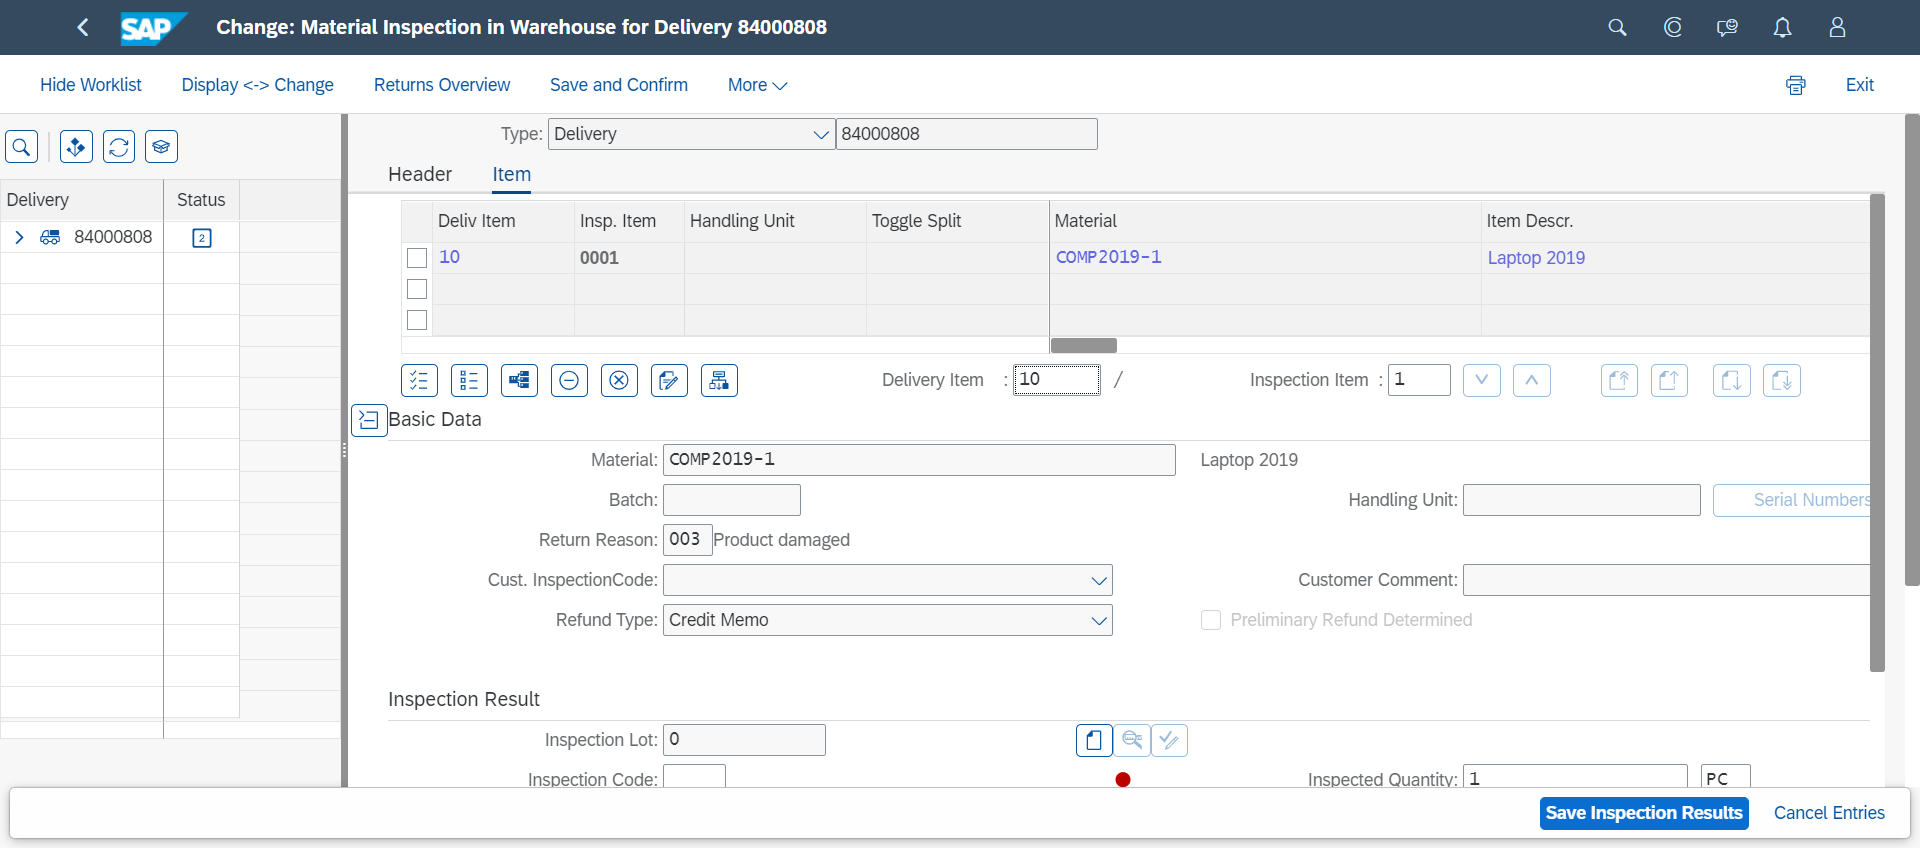 SAP Change: Material Inspection in Warehouse for Delivery 84000808
Hide Worklist Display <-> Change Returns Overview Save and Confirm More Exit
Type: Delivery 84000808
Header Item
Delivery Status
84000808 2
Deliv Item Insp. Item Handling Unit Toggle Split Material Item Descr.
10 0001 COMP2019-1 Laptop 2019
Delivery Item : 10 / Inspection Item : 1
Basic Data
Material: COMP2019-1 Laptop 2019
Batch: Handling Unit: Serial Numbers
Return Reason: 003 Product damaged
Cust. InspectionCode: Customer Comment:
Refund Type: Credit Memo Preliminary Refund Determined
Inspection Result
Inspection Lot: 0
Inspection Code: Inspected Quantity: 1 PC
Save Inspection Results Cancel Entries